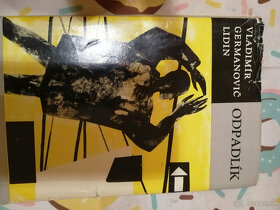 VLADIMÍR
GERMANOVIČ
LIDIN
ODPADLÍK